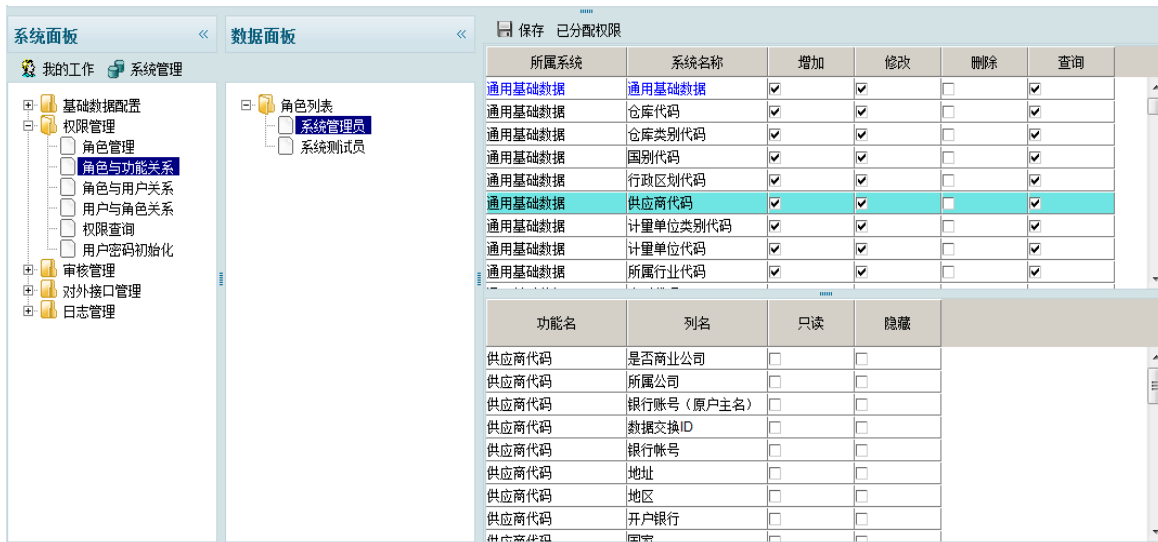 系统面板
我的工作 系统管理
基础数据配置
权限管理
角色管理
角色与功能关系
角色与用户关系
用户与角色关系
权限查询
用户密码初始化
审核管理
对外接口管理
日志管理
数据面板
角色列表
系统管理员
系统测试员
保存 已分配权限
所属系统 系统名称 增加 修改 删除 查询
通用基础数据 通用基础数据
通用基础数据 仓库代码
通用基础数据 仓库类别代码
通用基础数据 国别代码
通用基础数据 行政区划代码
通用基础数据 供应商代码
通用基础数据 计量单位类别代码
通用基础数据 计量单位代码
通用基础数据 所属行业代码
功能名 列名 只读 隐藏
供应商代码 是否商业公司
供应商代码 所属公司
供应商代码 银行账号（原户主名）
供应商代码 数据交换ID
供应商代码 银行帐号
供应商代码 地址
供应商代码 地区
供应商代码 开户银行
供应商代码 国家